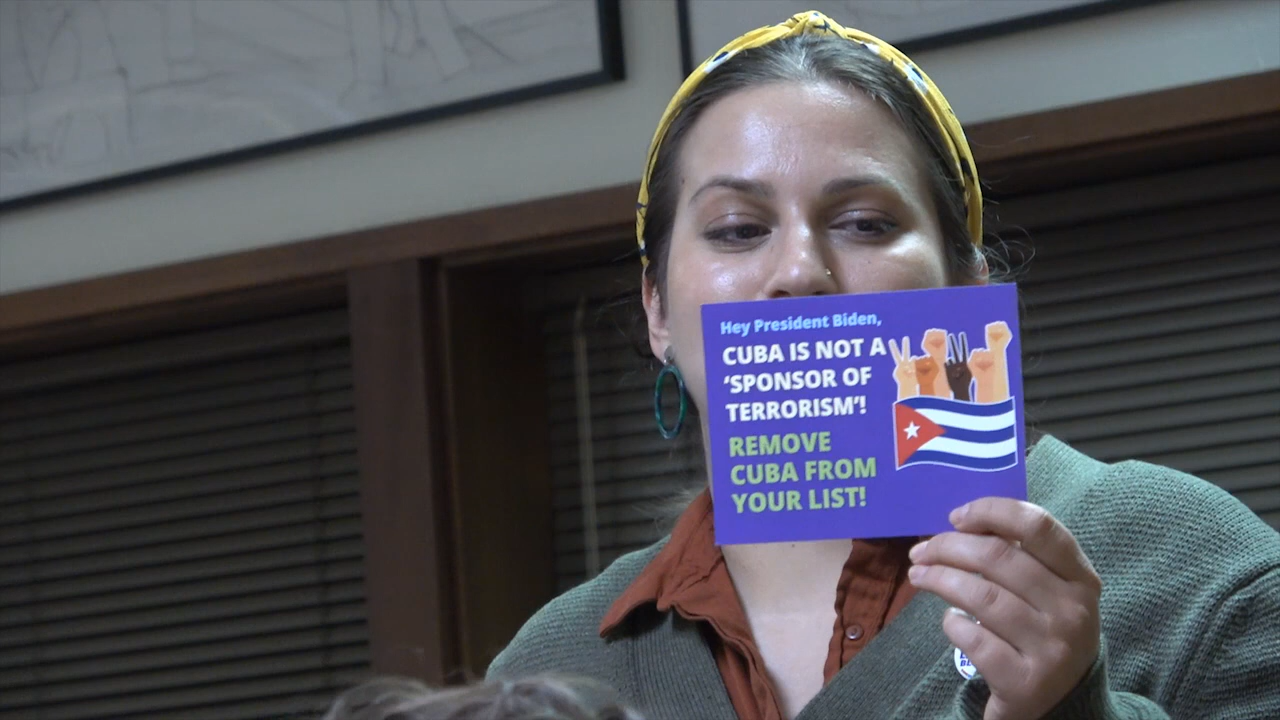 Hey President Biden,
CUBA IS NOT A
‘SPONSOR OF
TERRORISM’!
REMOVE
CUBA FROM
YOUR LIST!